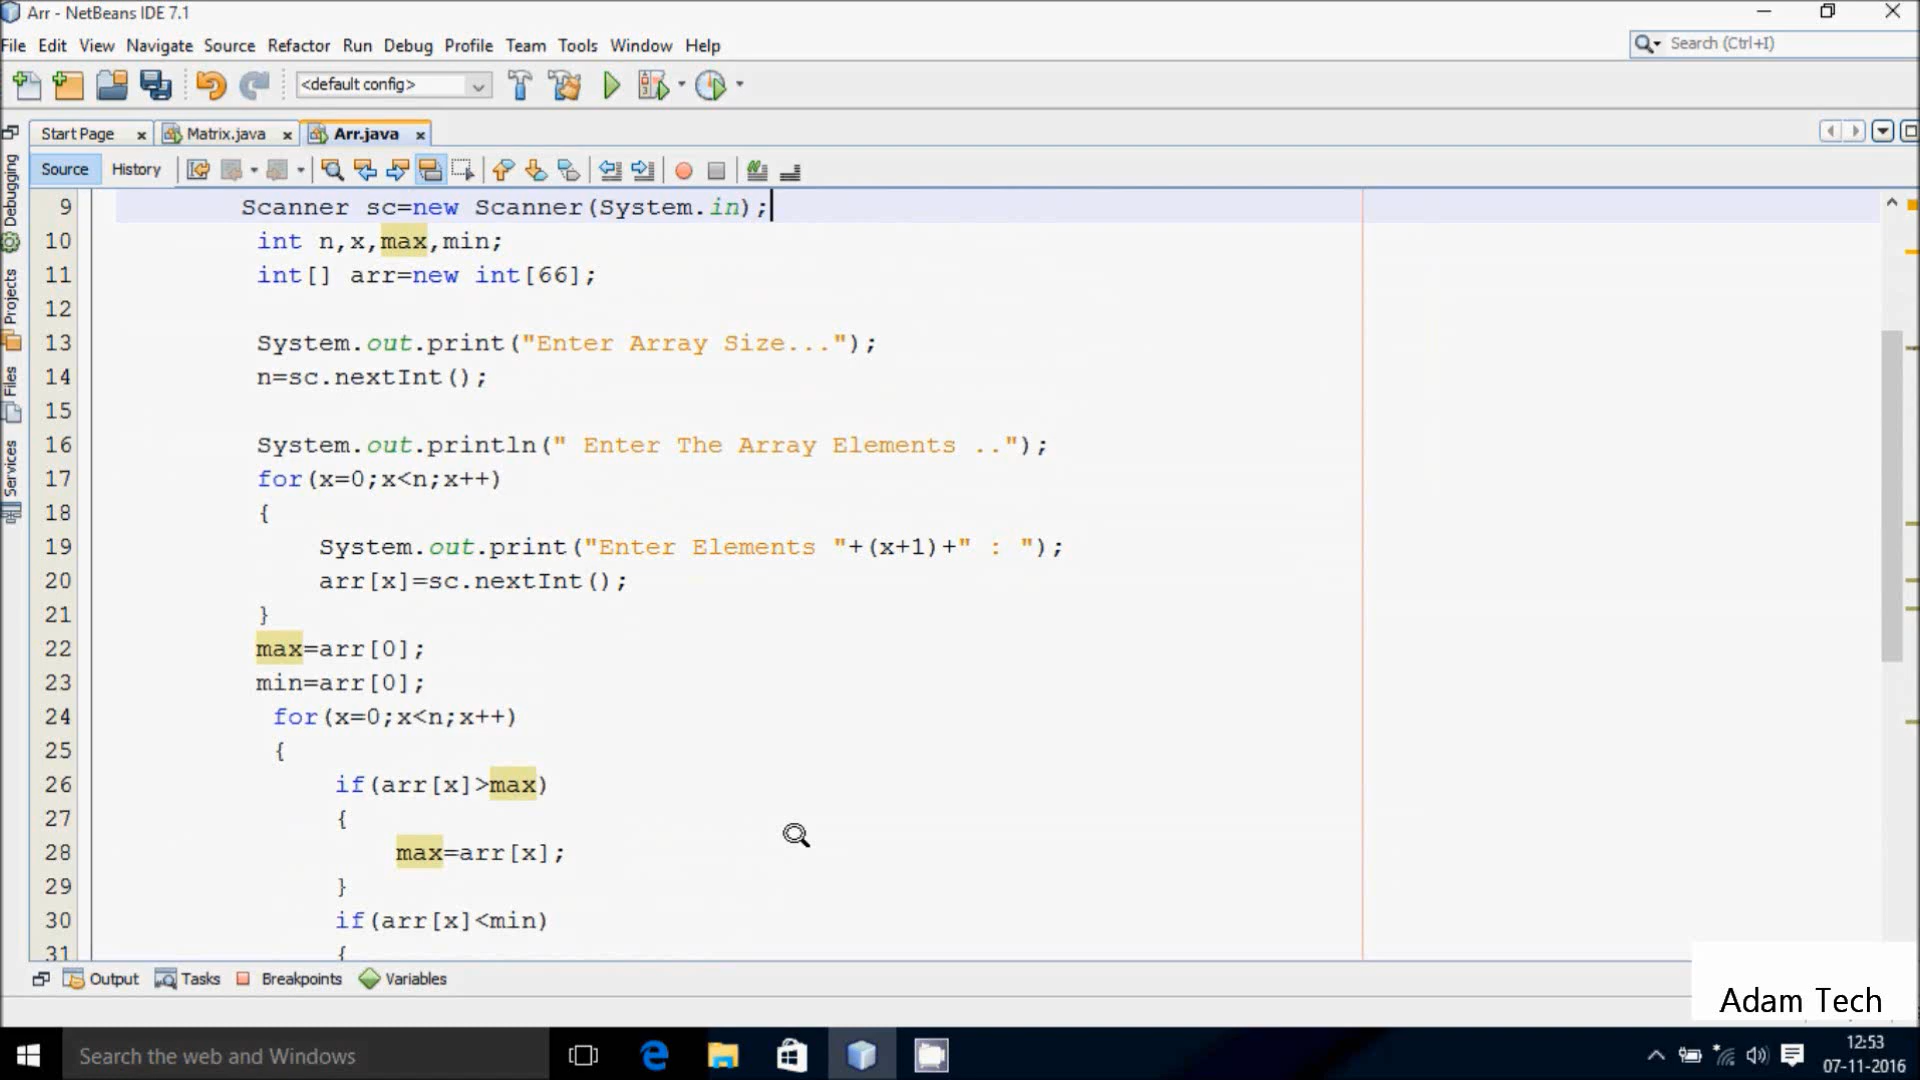 Arr - NetBeans IDE 7.1
File Edit View Navigate Source Refactor Run Debug Profile Team Tools Window Help
Search (Ctrl+I)
<default config>
Start Page Matrix.java Arr.java
Source History
Debugging
Projects
Files
Services
9 Scanner sc=new Scanner(System.in);
10 int n,x,max,min;
11 int[] arr=new int[66];
12
13 System.out.print("Enter Array Size...");
14 n=sc.nextInt();
15
16 System.out.println(" Enter The Array Elements ..");
17 for(x=0;x<n;x++)
18 {
19 System.out.print("Enter Elements "+(x+1)+" : ");
20 arr[x]=sc.nextInt();
21 }
22 max=arr[0];
23 min=arr[0];
24 for(x=0;x<n;x++)
25 {
26 if(arr[x]>max)
27 {
28 max=arr[x];
29 }
30 if(arr[x]<min)
31 {
Output Tasks Breakpoints Variables
Adam Tech
Search the web and Windows
12:53
07-11-2016